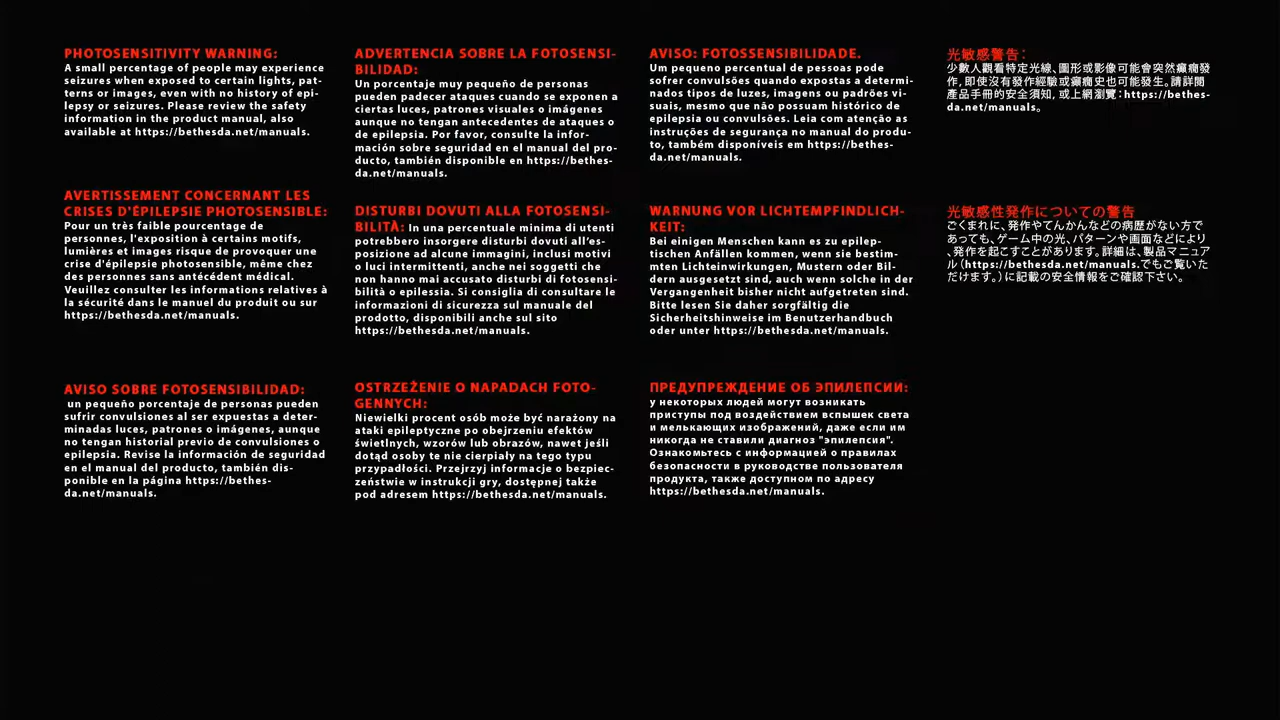 PHOTOSENSITIVITY WARNING:
A small percentage of people may experience
seizures when exposed to certain lights, pat-
terns or images, even with no history of epi-
lepsy or seizures. Please review the safety
information in the product manual, also
available at https://bethesda.net/manuals.
ADVERTENCIA SOBRE LA FOTOSENSI-
BILIDAD:
Un porcentaje muy pequeño de personas
pueden padecer ataques cuando se exponen a
ciertas luces, patrones visuales o imágenes
aunque no tengan antecedentes de ataques o
de epilepsia. Por favor, consulte la infor-
mación sobre seguridad en el manual del pro-
ducto, también disponible en https://bethes-
da.net/manuals.
AVISO: FOTOSSENSIBILIDADE.
Um pequeno percentual de pessoas pode
sofrer convulsões quando expostas a determi-
nados tipos de luzes, imagens ou padrões vi-
suais, mesmo que não possuam histórico de
epilepsia ou convulsões. Leia com atenção as
instruções de segurança no manual do produ-
to, também disponíveis em https://bethes-
da.net/manuals.
光敏感警告：
少數人觀看特定光線、圖形或影像可能會突然癲癇發
作，即使沒有發作經驗或癲癇史也可能發生。請詳閱
產品手冊的安全須知，或上網瀏覽：https://bethes-
da.net/manuals。
AVERTISSEMENT CONCERNANT LES
CRISES D'ÉPILEPSIE PHOTOSENSIBLE:
Pour un très faible pourcentage de
personnes, l'exposition à certains motifs,
lumières et images risque de provoquer une
crise d'épilepsie photosensible, même chez
des personnes sans antécédent médical.
Veuillez consulter les informations relatives à
la sécurité dans le manuel du produit ou sur
https://bethesda.net/manuals.
DISTURBI DOVUTI ALLA FOTOSENSI-
BILITÀ: In una percentuale minima di utenti
potrebbero insorgere disturbi dovuti all'es-
posizione ad alcune immagini, inclusi motivi
o luci intermittenti, anche nei soggetti che
non hanno mai accusato disturbi di fotosensi-
bilità o epilessia. Si consiglia di consultare le
informazioni di sicurezza sul manuale del
prodotto, disponibili anche sul sito
https://bethesda.net/manuals.
WARNUNG VOR LICHTEMPFINDLICH-
KEIT:
Bei einigen Menschen kann es zu epilep-
tischen Anfällen kommen, wenn sie bestim-
mten Lichteinwirkungen, Mustern oder Bil-
dern ausgesetzt sind, auch wenn solche in der
Vergangenheit bisher nicht aufgetreten sind.
Bitte lesen Sie daher sorgfältig die
Sicherheitshinweise im Benutzerhandbuch
oder unter https://bethesda.net/manuals.
光敏感性発作についての警告
ごくまれに、発作やてんかんなどの病歴がない方で
あっても、ゲーム中の光、パターンや画面などにより
、発作を起こすことがあります。詳細は、製品マニュア
ル（https://bethesda.net/manuals.でもご覧いた
だけます。）に記載の安全情報をご確認下さい。
AVISO SOBRE FOTOSENSIBILIDAD:
un pequeño porcentaje de personas pueden
sufrir convulsiones al ser expuestas a deter-
minadas luces, patrones o imágenes, aunque
no tengan historial previo de convulsiones o
epilepsia. Revise la información de seguridad
en el manual del producto, también dis-
ponible en la página https://bethes-
da.net/manuals.
OSTRZEŻENIE O NAPADACH FOTO-
GENNYCH:
Niewielki procent osób może być narażony na
ataki epileptyczne po obejrzeniu efektów
świetlnych, wzorów lub obrazów, nawet jeśli
dotąd osoby te nie cierpiały na tego typu
przypadłości. Przejrzyj informacje o bezpiec-
zeństwie w instrukcji gry, dostępnej także
pod adresem https://bethesda.net/manuals.
ПРЕДУПРЕЖДЕНИЕ ОБ ЭПИЛЕПСИИ:
у некоторых людей могут возникать
приступы под воздействием вспышек света
и мелькающих изображений, даже если им
никогда не ставили диагноз "эпилепсия".
Ознакомьтесь с информацией о правилах
безопасности в руководстве пользователя
продукта, также доступном по адресу
https://bethesda.net/manuals.